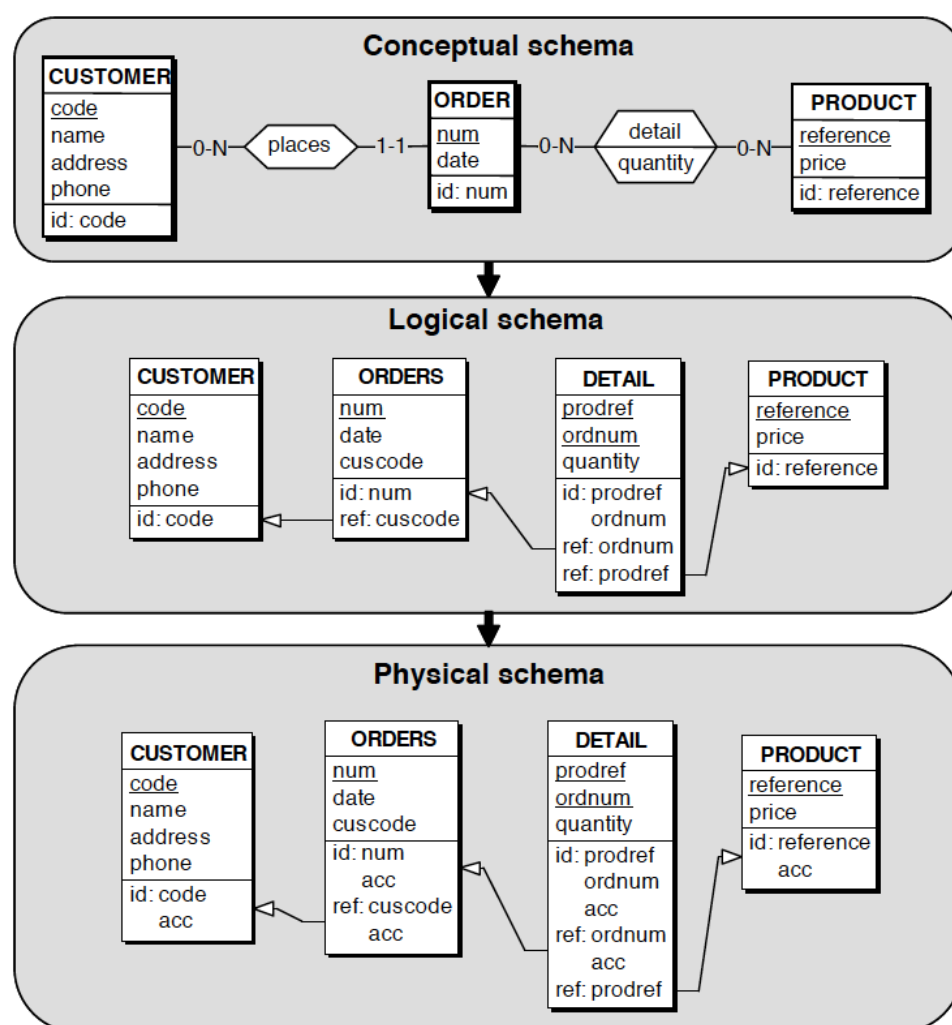 Conceptual schema
CUSTOMER
code
name
address
phone
id: code
0-N
places
1-1
ORDER
num
date
id: num
0-N
detail
quantity
0-N
PRODUCT
reference
price
id: reference
Logical schema
CUSTOMER
code
name
address
phone
id: code
ORDERS
num
date
cuscode
id: num
ref: cuscode
DETAIL
prodref
ordnum
quantity
id: prodref
ordnum
ref: ordnum
ref: prodref
PRODUCT
reference
price
id: reference
Physical schema
CUSTOMER
code
name
address
phone
id: code
acc
ORDERS
num
date
cuscode
id: num
acc
ref: cuscode
acc
DETAIL
prodref
ordnum
quantity
id: prodref
ordnum
acc
ref: ordnum
acc
ref: prodref
PRODUCT
reference
price
id: reference
acc